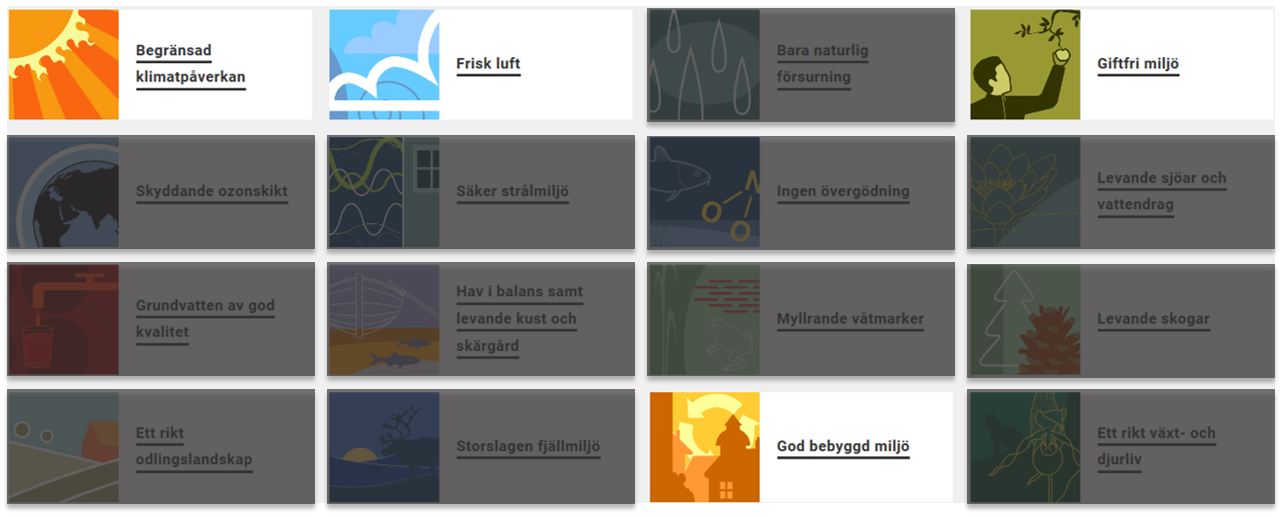 Begränsad
klimatpåverkan
Frisk luft
Bara naturlig
försurning
Giftfri miljö
Skyddande ozonskikt
Säker strålmiljö
Ingen övergödning
Levande sjöar och
vattendrag
Grundvatten av god
kvalitet
Hav i balans samt
levande kust och
skärgård
Myllrande våtmarker
Levande skogar
Ett rikt
odlingslandskap
Storslagen fjällmiljö
God bebyggd miljö
Ett rikt växt- och
djurliv